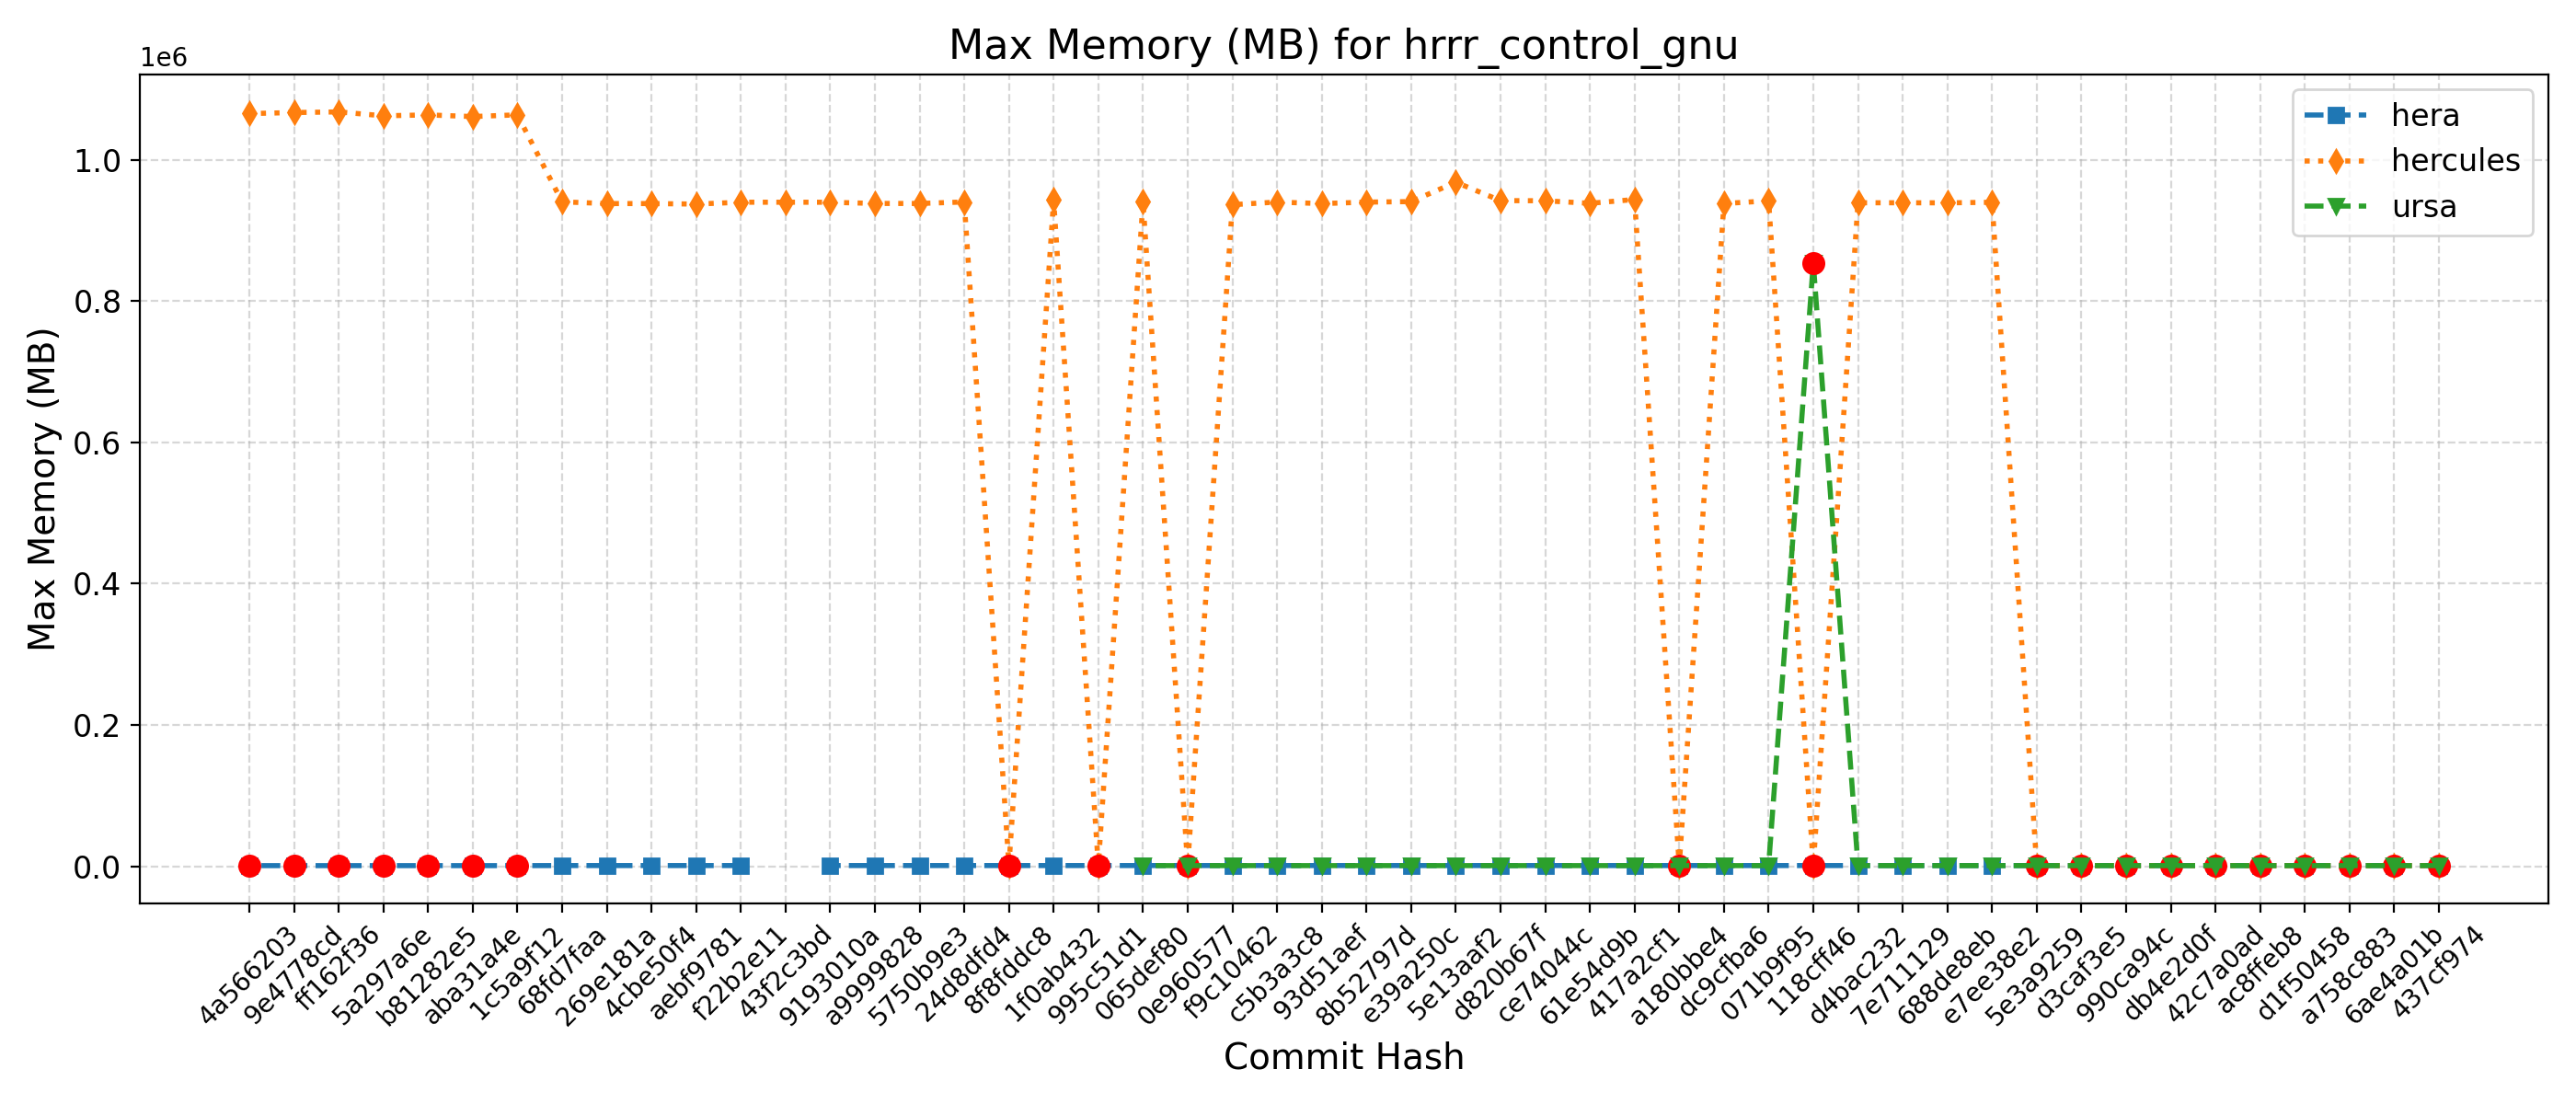 Max Memory (MB) for hrrr_control_gnu
1e6
hera
hercules
ursa
1.0
0.8
0.6
0.4
0.2
0.0
Max Memory (MB)
4a566203
9e4778cd
ff162f36
5a297a6e
b81282e5
aba31a4e
1c5a9f12
68fd7faa
269e181a
4cbe50f4
aebf9781
f22b2e11
43f2c3bd
9193010a
a9999828
5750b9e3
24d8dfd4
8f8fddc8
1f0ab432
995c51d1
065def80
0e960577
f9c10462
c5b3a3c8
93d51aef
8b52797d
e39a250c
5e13aaf2
d820b67f
ce74044c
61e54d9b
417a2cf1
a180bbe4
dc9cfba6
071b9f95
118cff46
d4bac232
7e711129
688de8eb
e7ee38e2
5e3a9259
d3caf3e5
990ca94c
db4e2d0f
42c7a0ad
ac8ffeb8
d1f50458
a758c883
6ae4a01b
437cf974
Commit Hash